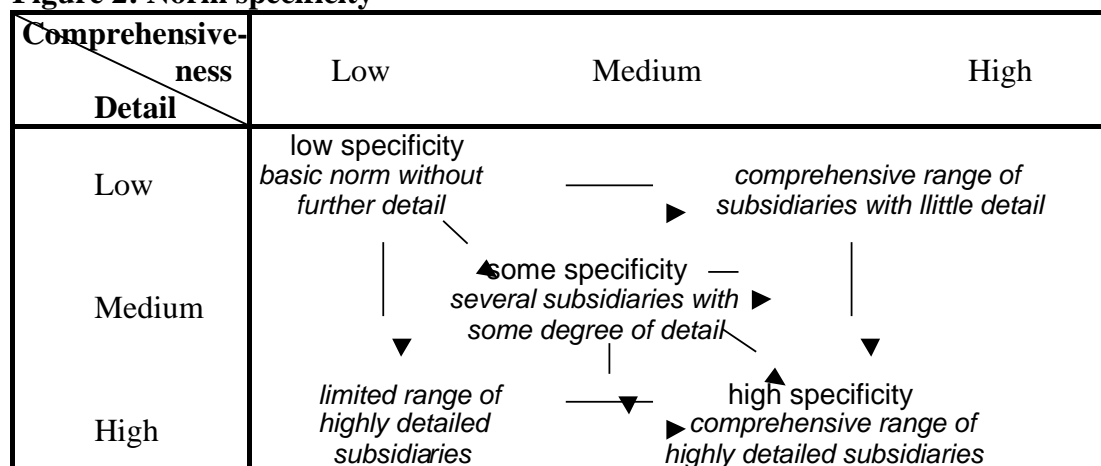 Figure 2: Norm specificity
Comprehensive-
ness
Detail
Low Medium High
Low
low specificity
basic norm without
further detail
comprehensive range of
subsidiaries with llittle detail
Medium
some specificity
several subsidiaries with
some degree of detail
High
limited range of
highly detailed
subsidiaries
high specificity
comprehensive range of
highly detailed subsidiaries